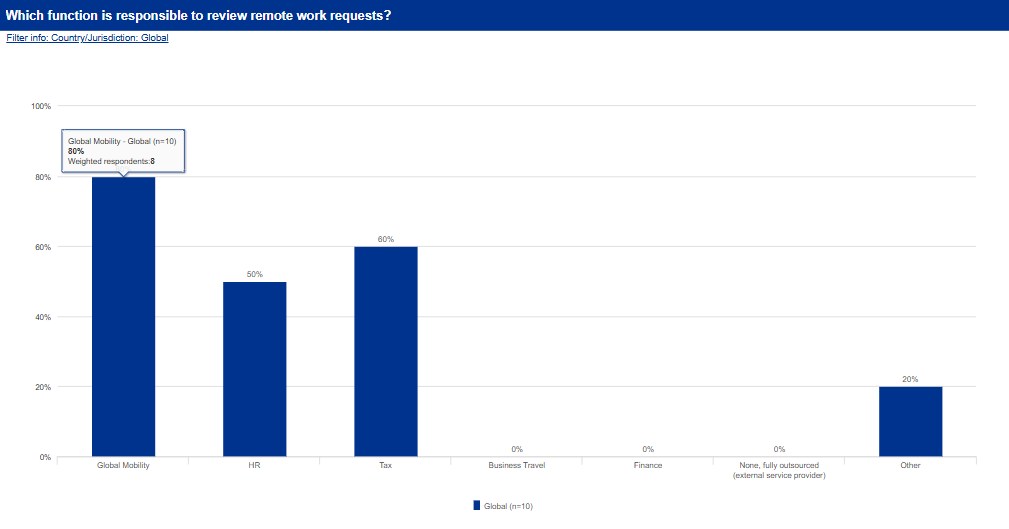 Which function is responsible to review remote work requests?
Filter info: Country/Jurisdiction: Global
100%
Global Mobility - Global (n=10)
80%
Weighted respondents:8
80%
60%
60%
50%
40%
20%
20%
0%
0%
0%
0%
Global Mobility
HR
Tax
Business Travel
Finance
None, fully outsourced
(external service provider)
Other
Global (n=10)